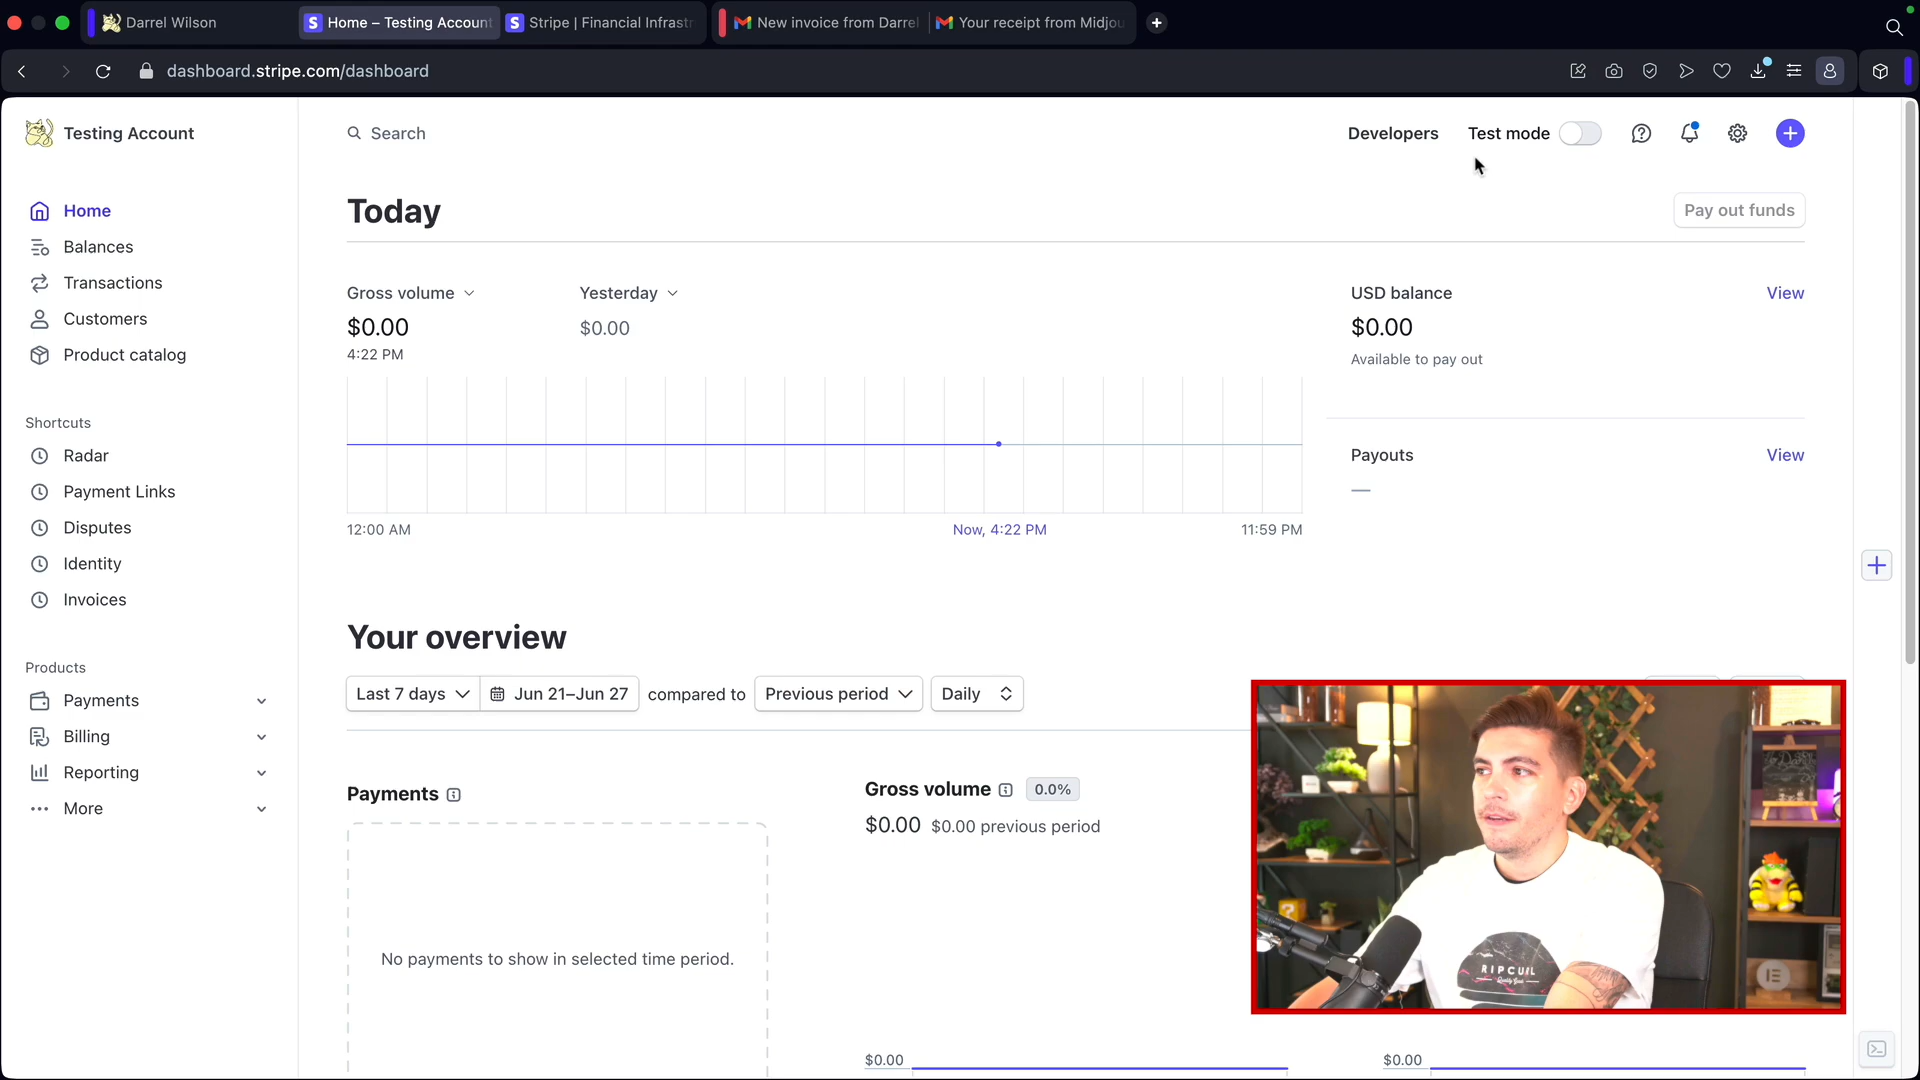 Darrel Wilson
Home – Testing Account
Stripe | Financial Infrastr
New invoice from Darrel
Your receipt from Midjou
dashboard.stripe.com/dashboard
Testing Account
Search
Developers
Test mode
Home
Balances
Transactions
Customers
Product catalog
Shortcuts
Radar
Payment Links
Disputes
Identity
Invoices
Products
Payments
Billing
Reporting
More
Today
Pay out funds
Gross volume
$0.00
4:22 PM
Yesterday
$0.00
12:00 AM
Now, 4:22 PM
11:59 PM
USD balance
View
$0.00
Available to pay out
Payouts
View
—
Your overview
Last 7 days
Jun 21–Jun 27
compared to
Previous period
Daily
Payments
No payments to show in selected time period.
Gross volume
0.0%
$0.00 $0.00 previous period
$0.00
$0.00
RIPCURL